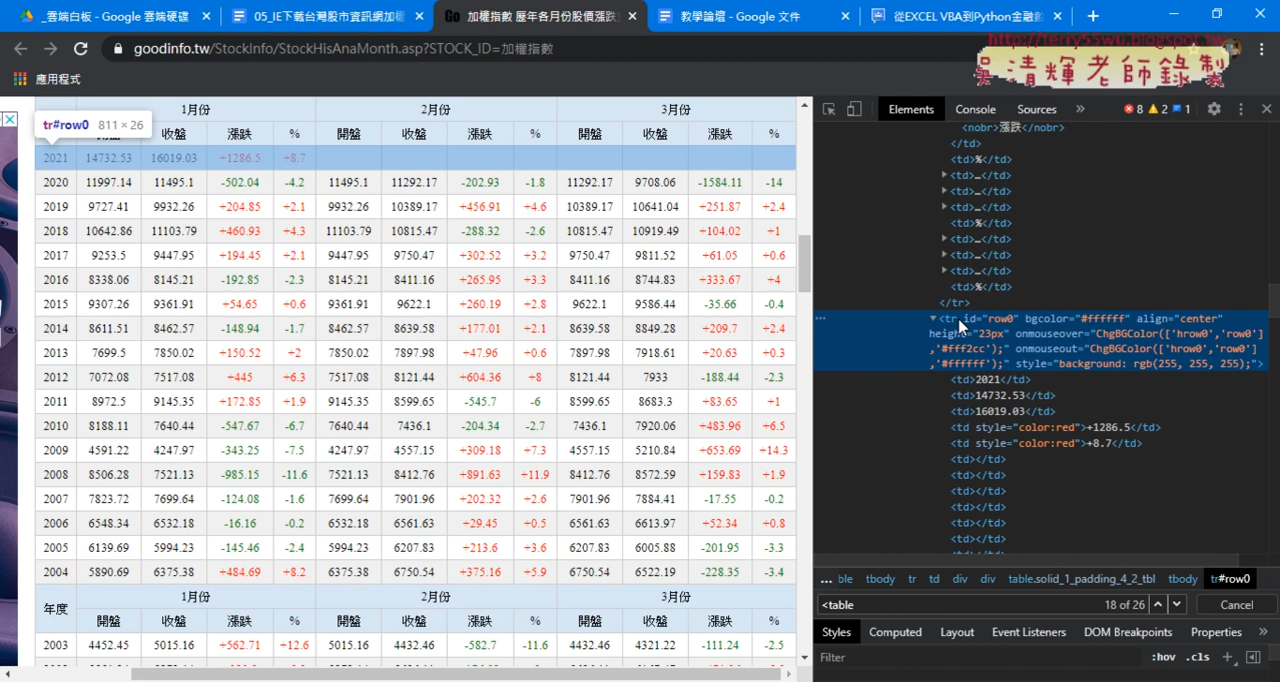 _雲端白板 - Google 雲端硬碟
05_IE下載台灣股市資訊網加權
加權指數 歷年各月份股價漲跌
教學論壇 - Google 文件
從EXCEL VBA到Python金融數
goodinfo.tw/StockInfo/StockHisAnaMonth.asp?STOCK_ID=加權指數
http://terry55wu.blogspot.tw
吳清輝老師錄製
應用程式
1月份 2月份 3月份
tr#row0 811 × 26
收盤 漲跌 % 開盤 收盤 漲跌 % 開盤 收盤 漲跌 %
2021 14732.53 16019.03 +1286.5 +8.7
2020 11997.14 11495.1 -502.04 -4.2 11495.1 11292.17 -202.93 -1.8 11292.17 9708.06 -1584.11 -14
2019 9727.41 9932.26 +204.85 +2.1 9932.26 10389.17 +456.91 +4.6 10389.17 10641.04 +251.87 +2.4
2018 10642.86 11103.79 +460.93 +4.3 11103.79 10815.47 -288.32 -2.6 10815.47 10919.49 +104.02 +1
2017 9253.5 9447.95 +194.45 +2.1 9447.95 9750.47 +302.52 +3.2 9750.47 9811.52 +61.05 +0.6
2016 8338.06 8145.21 -192.85 -2.3 8145.21 8411.16 +265.95 +3.3 8411.16 8744.83 +333.67 +4
2015 9307.26 9361.91 +54.65 +0.6 9361.91 9622.1 +260.19 +2.8 9622.1 9586.44 -35.66 -0.4
2014 8611.51 8462.57 -148.94 -1.7 8462.57 8639.58 +177.01 +2.1 8639.58 8849.28 +209.7 +2.4
2013 7699.5 7850.02 +150.52 +2 7850.02 7897.98 +47.96 +0.6 7897.98 7918.61 +20.63 +0.3
2012 7072.08 7517.08 +445 +6.3 7517.08 8121.44 +604.36 +8 8121.44 7933 -188.44 -2.3
2011 8972.5 9145.35 +172.85 +1.9 9145.35 8599.65 -545.7 -6 8599.65 8683.3 +83.65 +1
2010 8188.11 7640.44 -547.67 -6.7 7640.44 7436.1 -204.34 -2.7 7436.1 7920.06 +483.96 +6.5
2009 4591.22 4247.97 -343.25 -7.5 4247.97 4557.15 +309.18 +7.3 4557.15 5210.84 +653.69 +14.3
2008 8506.28 7521.13 -985.15 -11.6 7521.13 8412.76 +891.63 +11.9 8412.76 8572.59 +159.83 +1.9
2007 7823.72 7699.64 -124.08 -1.6 7699.64 7901.96 +202.32 +2.6 7901.96 7884.41 -17.55 -0.2
2006 6548.34 6532.18 -16.16 -0.2 6532.18 6561.63 +29.45 +0.5 6561.63 6613.97 +52.34 +0.8
2005 6139.69 5994.23 -145.46 -2.4 5994.23 6207.83 +213.6 +3.6 6207.83 6005.88 -201.95 -3.3
2004 5890.69 6375.38 +484.69 +8.2 6375.38 6750.54 +375.16 +5.9 6750.54 6522.19 -228.35 -3.4
年度 1月份 2月份 3月份
開盤 收盤 漲跌 % 開盤 收盤 漲跌 % 開盤 收盤 漲跌 %
2003 4452.45 5015.16 +562.71 +12.6 5015.16 4432.46 -582.7 -11.6 4432.46 4321.22 -111.24 -2.5
Elements Console Sources » 8 2 1
<nobr>漲跌</nobr>
</td>
<td>%</td>
<td>…</td>
<td>…</td>
<td>…</td>
<td>%</td>
<td>…</td>
<td>…</td>
<td>…</td>
<td>%</td>
</tr>
<tr id="row0" bgcolor="#ffffff" align="center"
height="23px" onmouseover="ChgBGColor(['hrow0','row0']
,'#fff2cc');" onmouseout="ChgBGColor(['hrow0','row0']
,'#ffffff');" style="background: rgb(255, 255, 255);">
<td>2021</td>
<td>14732.53</td>
<td>16019.03</td>
<td style="color:red">+1286.5</td>
<td style="color:red">+8.7</td>
<td></td>
<td></td>
<td></td>
<td></td>
<td></td>
<td></td>
... ble tbody tr td div div table.solid_1_padding_4_2_tbl tbody tr#row0
<table 18 of 26 Cancel
Styles Computed Layout Event Listeners DOM Breakpoints Properties »
Filter :hov .cls +